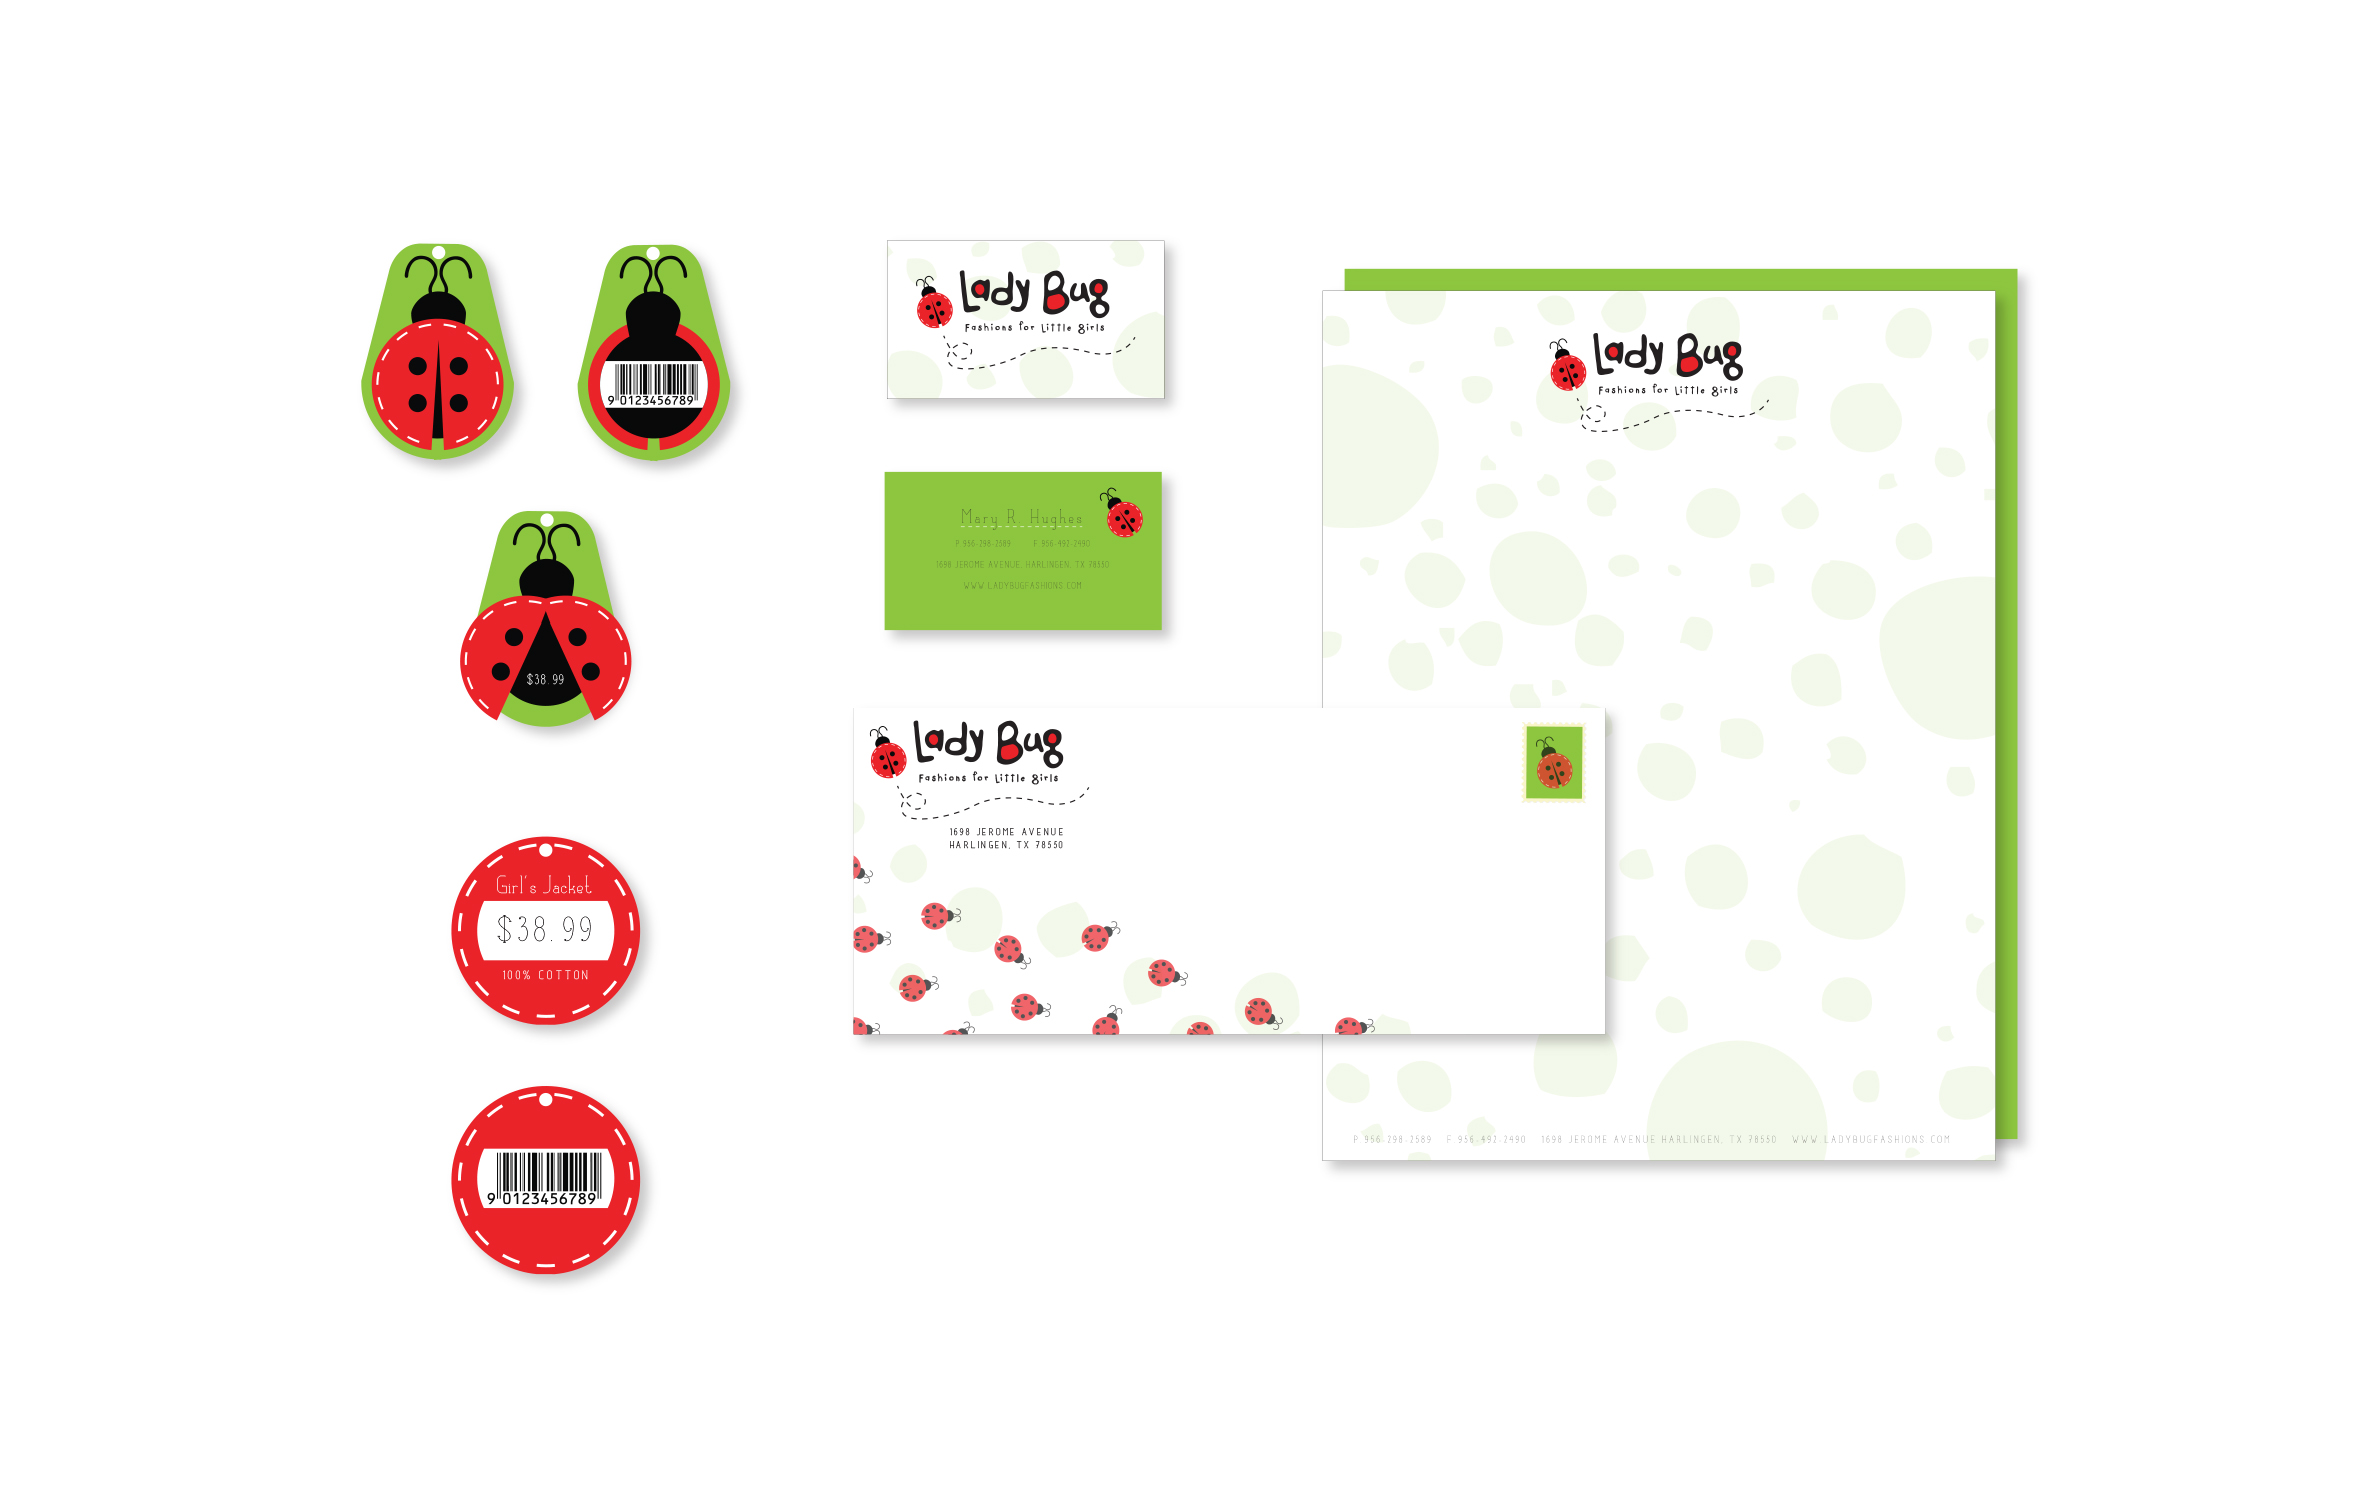 9 0123456789
$38.99
Girl's Jacket
$38.99
100% COTTON
9 0123456789
Lady Bug
Fashions for Little Girls
Mary R. Hughes
P 956-298-2589 F 956-492-2490
1698 JEROME AVENUE. HARLINGEN, TX 78550
WWW.LADYBUGFASHIONS.COM
Lady Bug
Fashions for Little Girls
1698 JEROME AVENUE
HARLINGEN, TX 78550
Lady Bug
Fashions for Little Girls
P 956-298-2589 F 956-492-2490 1698 JEROME AVENUE HARLINGEN, TX 78550 WWW.LADYBUGFASHIONS.COM